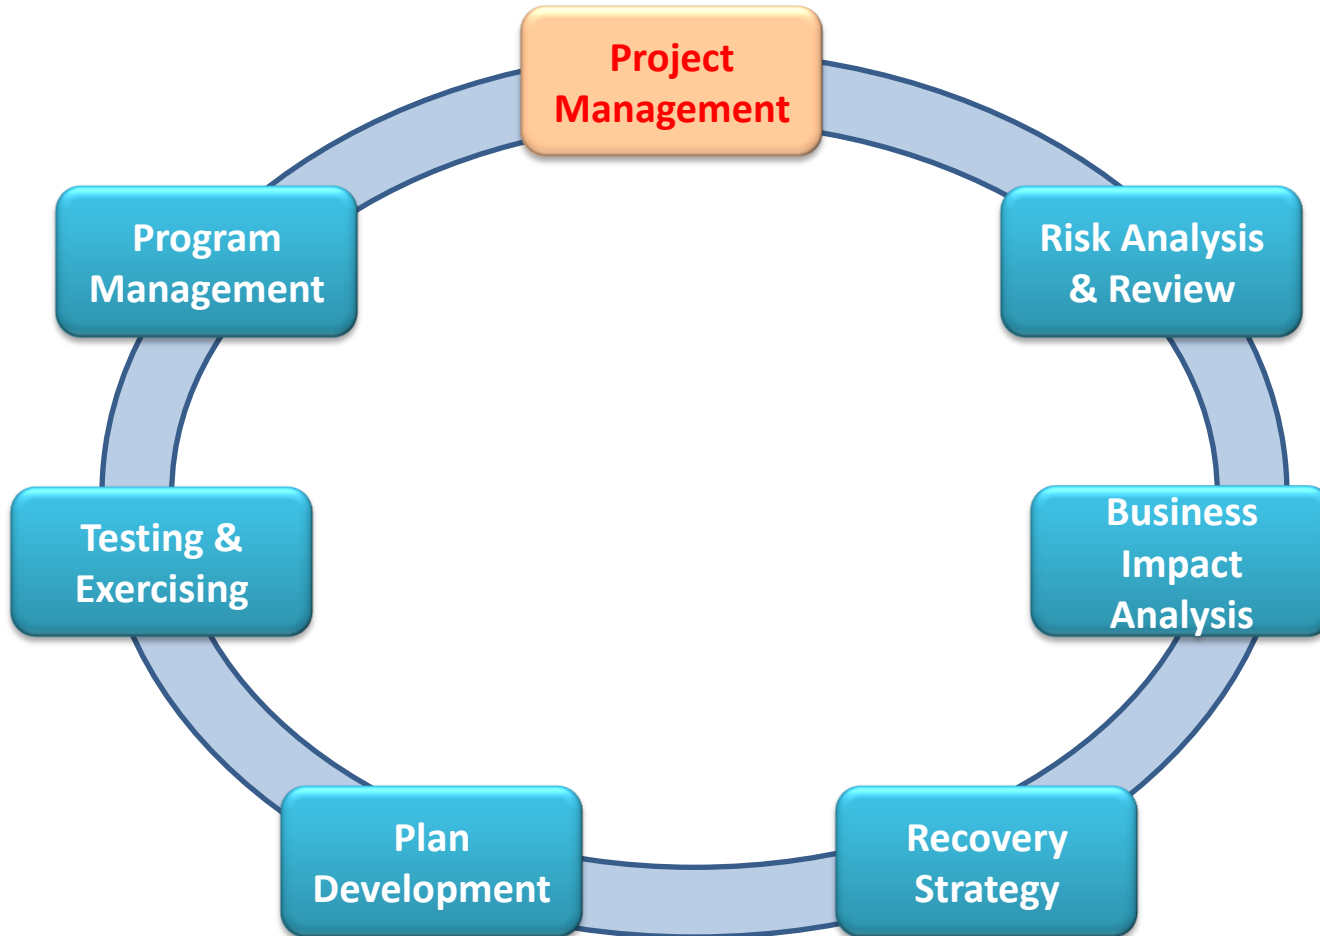 Project
Management
Risk Analysis
& Review
Business
Impact
Analysis
Recovery
Strategy
Plan
Development
Testing &
Exercising
Program
Management